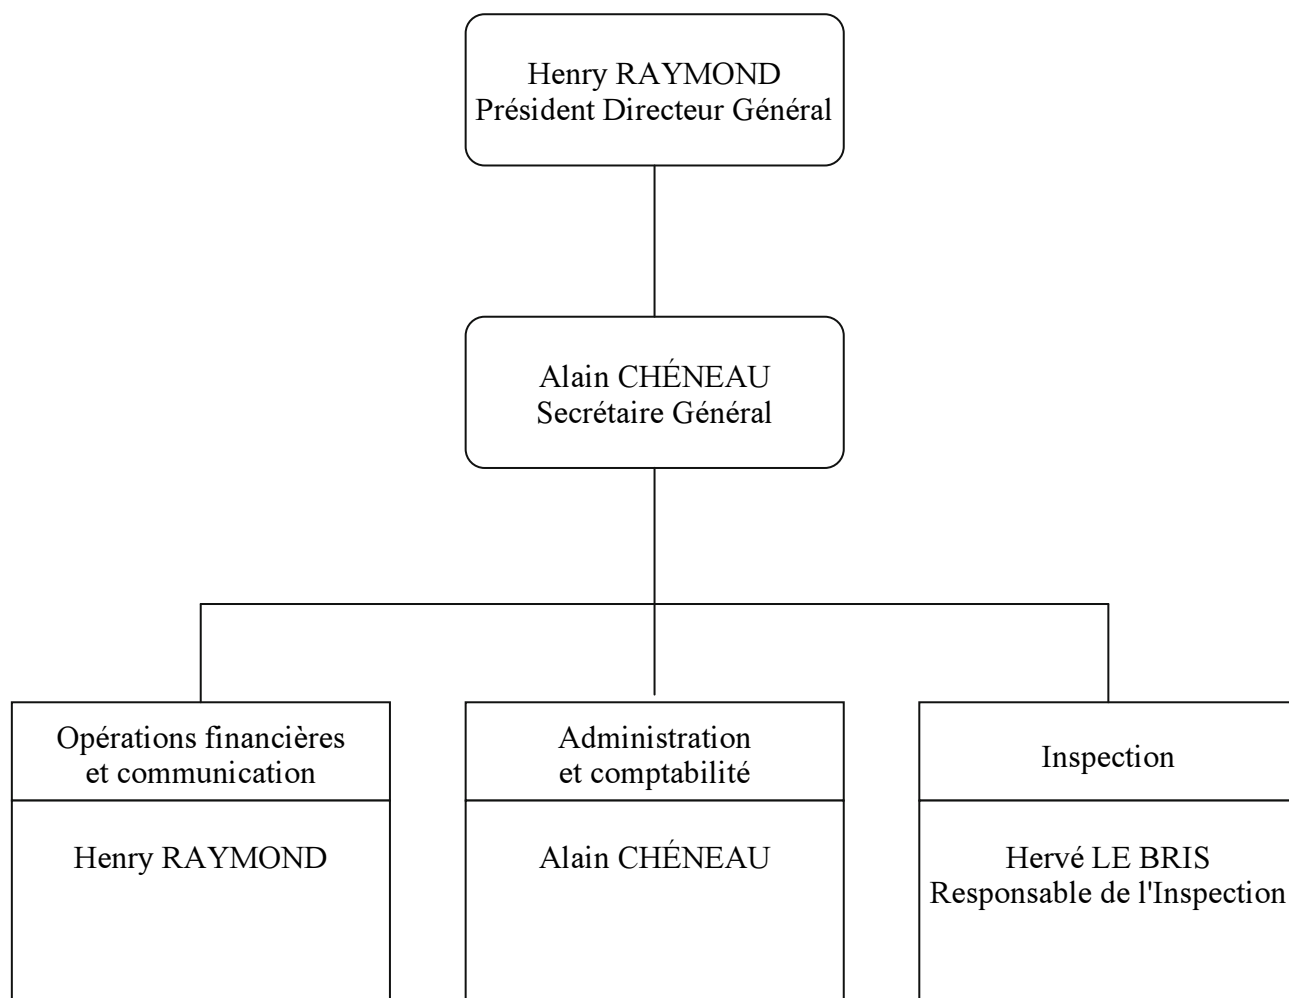 Henry RAYMOND
Président Directeur Général
Alain CHÉNEAU
Secrétaire Général
Opérations financières
et communication
Administration
et comptabilité
Inspection
Henry RAYMOND
Alain CHÉNEAU
Hervé LE BRIS
Responsable de l'Inspection